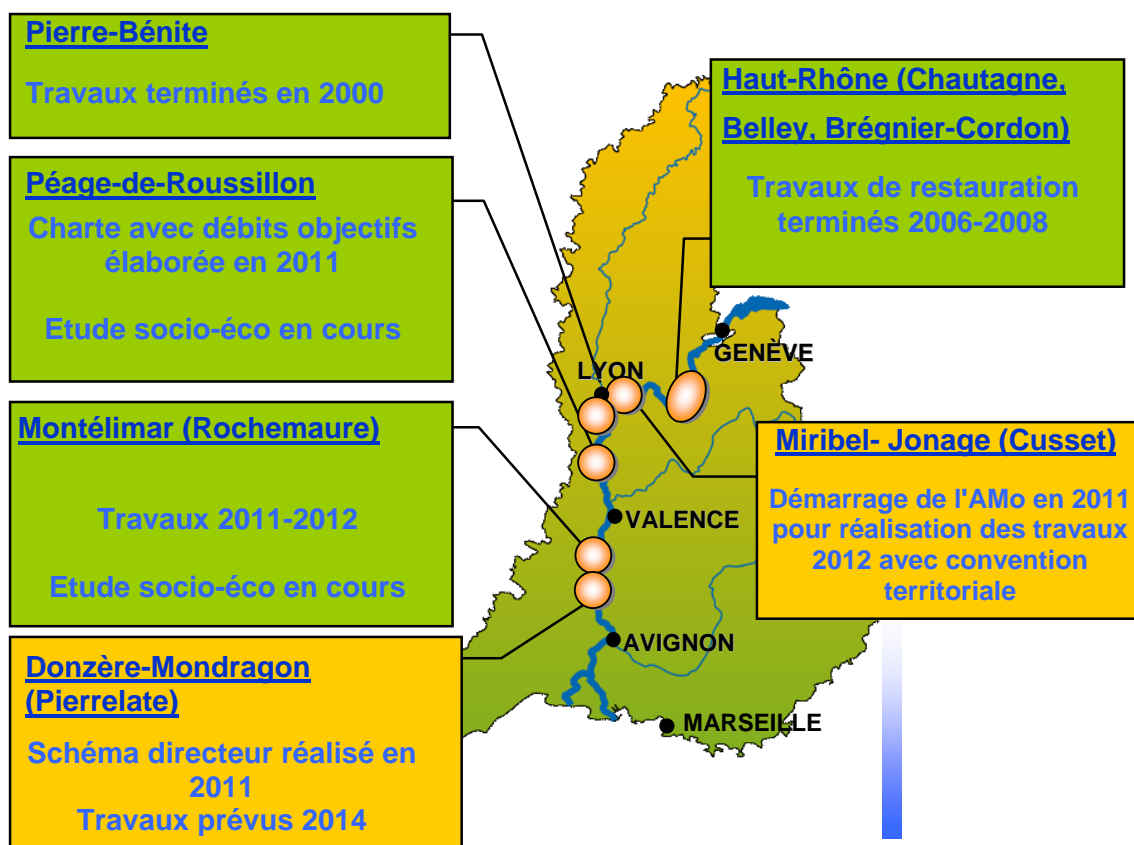 Pierre-Bénite
Travaux terminés en 2000
Péage-de-Roussillon
Charte avec débits objectifs
élaborée en 2011
Etude socio-éco en cours
Montélimar (Rochemaure)
Travaux 2011-2012
Etude socio-éco en cours
Donzère-Mondragon
(Pierrelate)
Schéma directeur réalisé en
2011
Travaux prévus 2014
Haut-Rhône (Chautagne,
Belley, Brégnier-Cordon)
Travaux de restauration
terminés 2006-2008
Miribel- Jonage (Cusset)
Démarrage de l'AMo en 2011
pour réalisation des travaux
2012 avec convention
territoriale
GENÈVE
LYON
VALENCE
AVIGNON
MARSEILLE